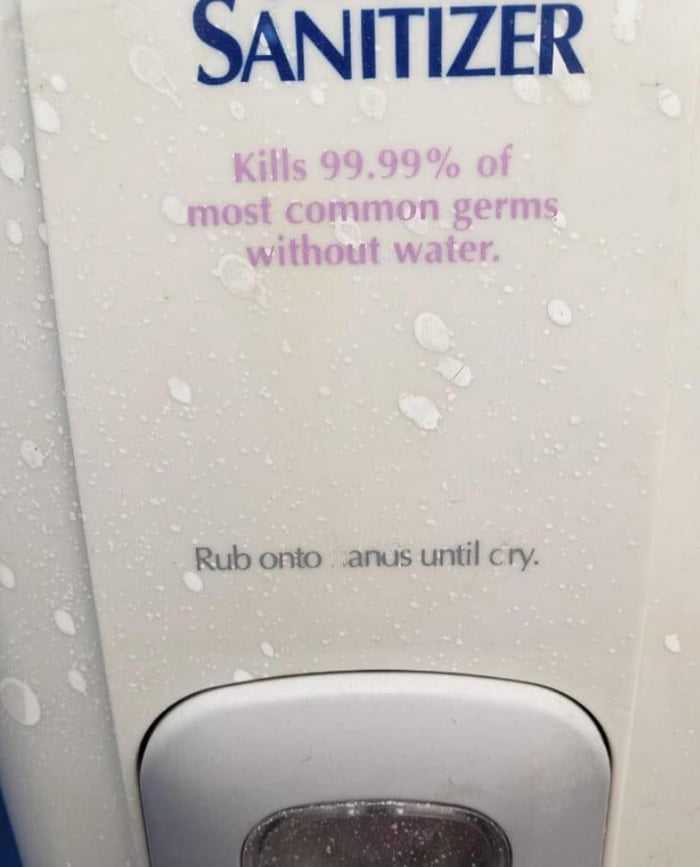 SANITIZER
Kills 99.99% of
most common germs
without water.
Rub onto anus until cry.